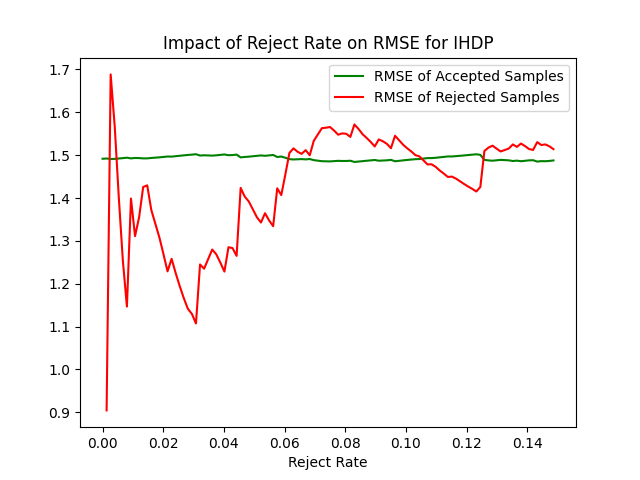 Impact of Reject Rate on RMSE for IHDP
RMSE of Accepted Samples
RMSE of Rejected Samples
1.7
1.6
1.5
1.4
1.3
1.2
1.1
1.0
0.9
0.00 0.02 0.04 0.06 0.08 0.10 0.12 0.14
Reject Rate